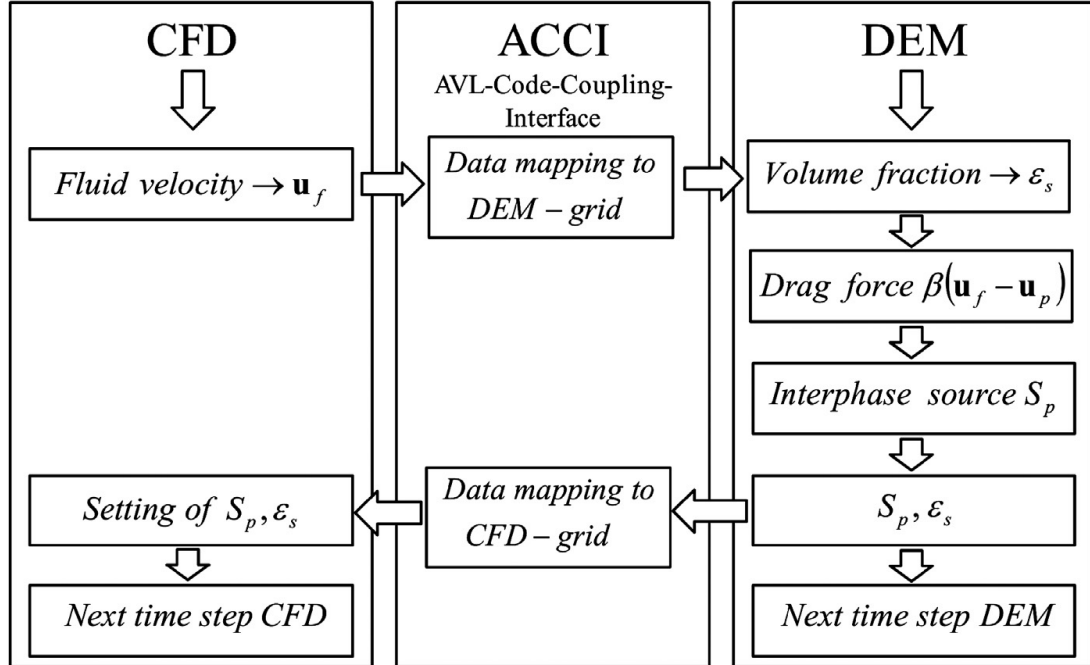 CFD
Fluid velocity → u_f
Setting of S_p, ε_s
Next time step CFD
ACCI
AVL-Code-Coupling-
Interface
Data mapping to
DEM – grid
Data mapping to
CFD – grid
DEM
Volume fraction → ε_s
Drag force β(u_f – u_p)
Interphase source S_p
S_p, ε_s
Next time step DEM